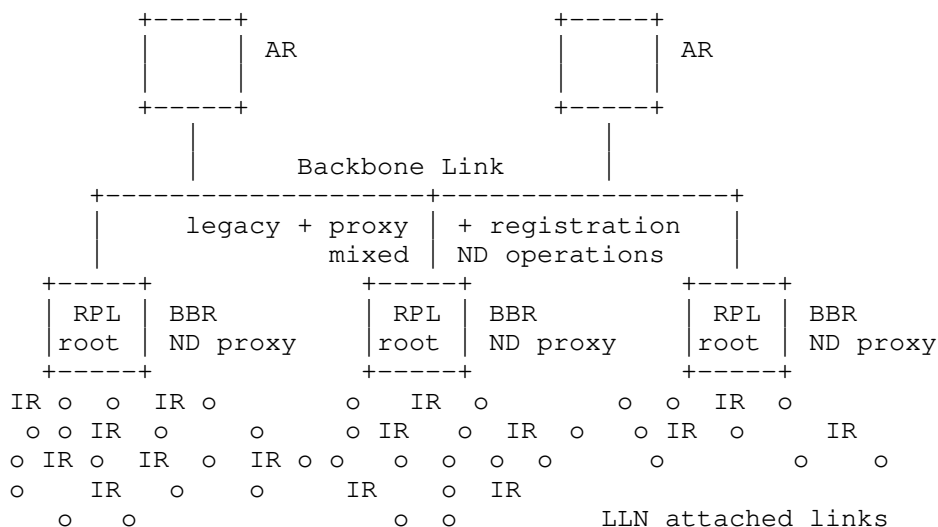 AR AR
Backbone Link
legacy + proxy + registration
mixed ND operations
RPL BBR RPL BBR RPL BBR
root ND proxy root ND proxy root ND proxy
IR o o IR o o IR o o o IR o
o o IR o o o IR o IR o o IR o IR
o IR o IR o IR o o o o o o o o o
o IR o o IR o IR
o o o o LLN attached links